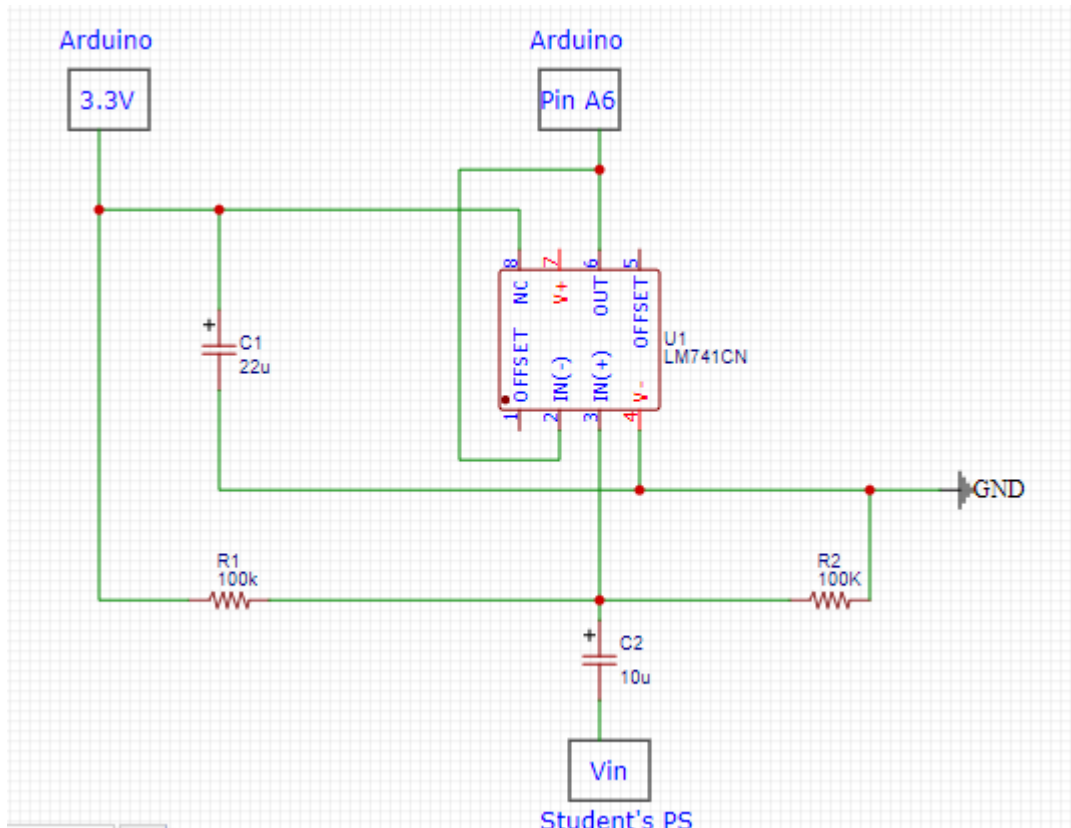 Arduino
Arduino
3.3V
Pin A6
8
7
6
5
NC
V+
OUT
OFFSET
OFFSET
IN(-)
IN(+)
V-
1
2
3
4
U1
LM741CN
+
C1
22u
GND
R1
100k
R2
100K
+
C2
10u
Vin
Student's PS